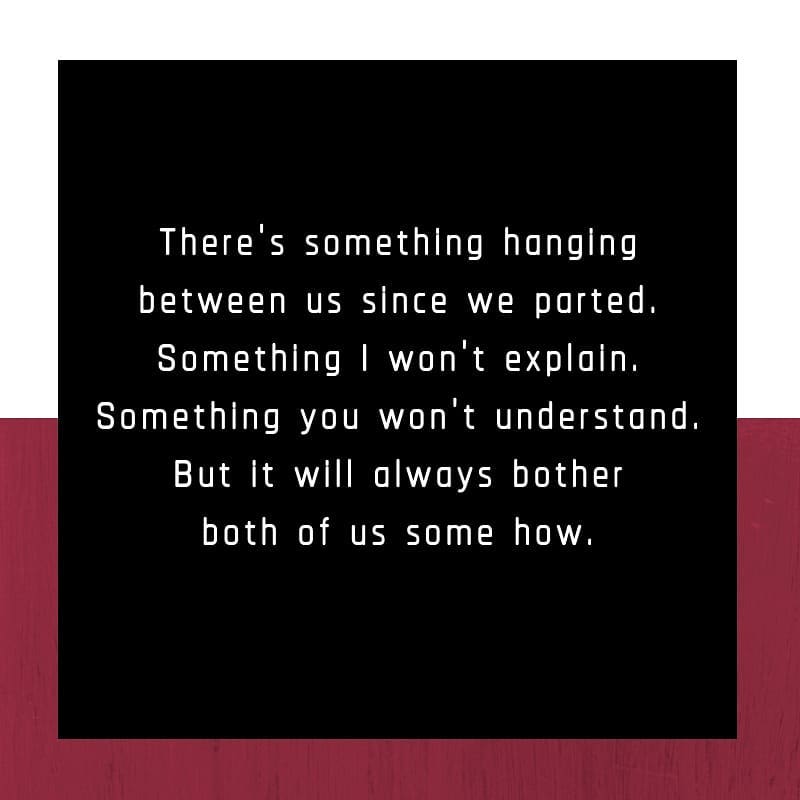 There's something hanging
between us since we parted.
Something I won't explain.
Something you won't understand.
But it will always bother
both of us some how.